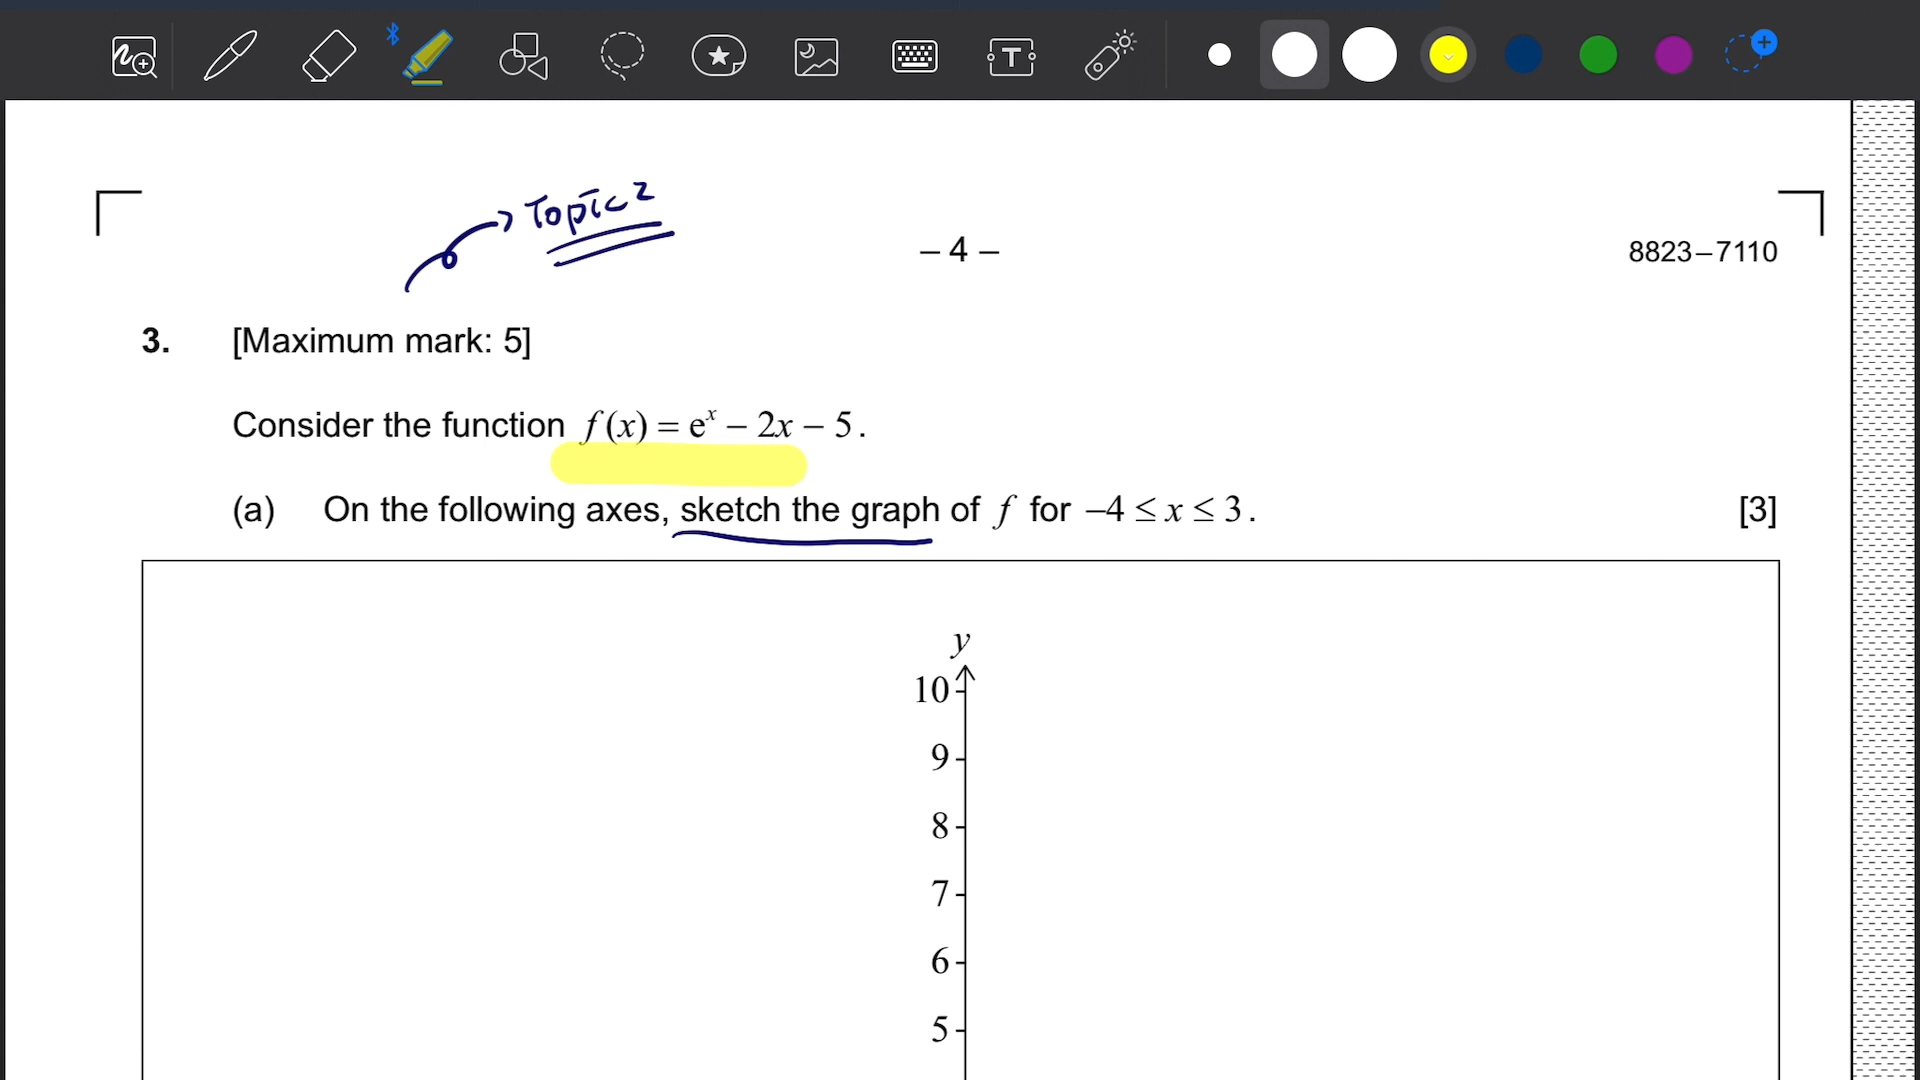 Topic 2
– 4 –
8823–7110
3. [Maximum mark: 5]
Consider the function f(x) = eˣ – 2x – 5.
(a) On the following axes, sketch the graph of f for –4 ≤ x ≤ 3. [3]
y
10
9
8
7
6
5